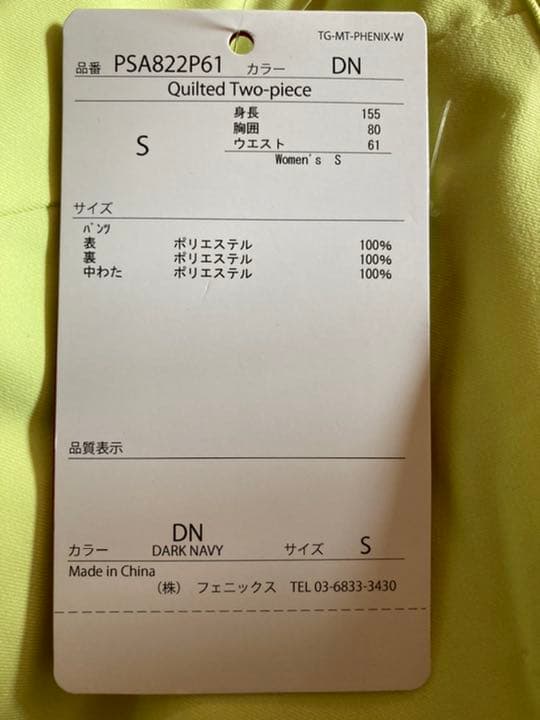 TG-MT-PHENIX-W
品番 PSA822P61 カラー DN
Quilted Two-piece
身長 155
胸囲 80
S ウエスト 61
Women's S
サイズ
ﾊﾟﾝﾂ
表 ポリエステル 100%
裏 ポリエステル 100%
中わた ポリエステル 100%
品質表示
DN
カラー DARK NAVY サイズ S
Made in China
(株) フェニックス TEL 03-6833-3430